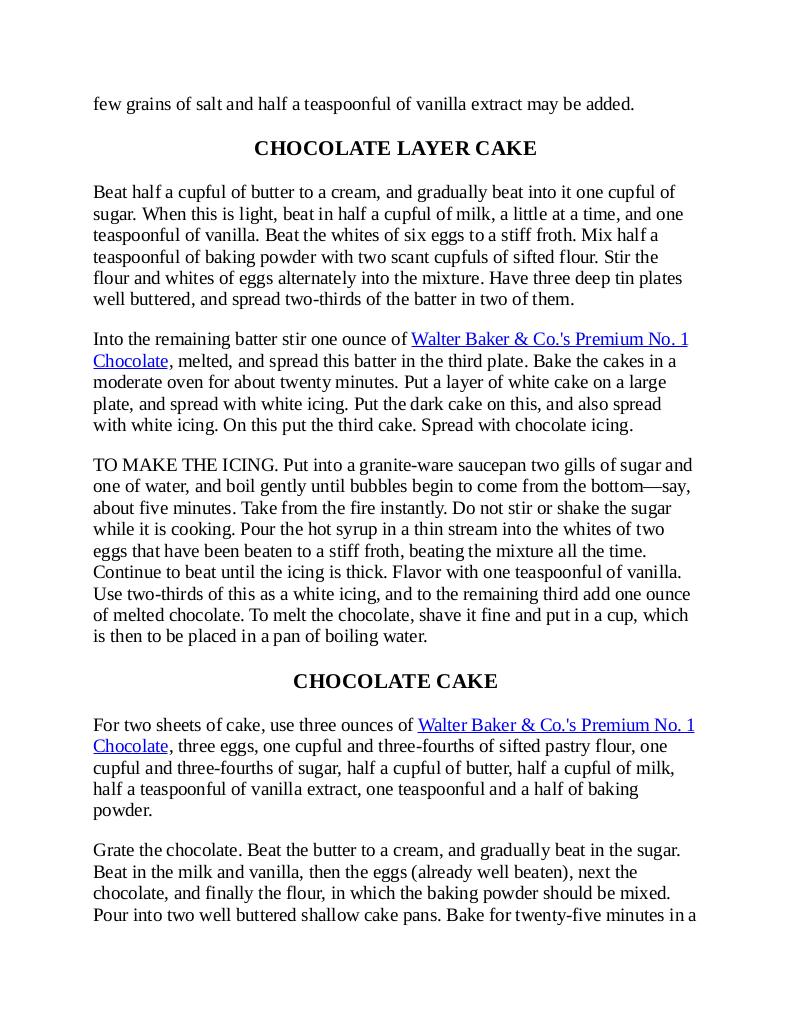 few grains of salt and half a teaspoonful of vanilla extract may be added.
CHOCOLATE LAYER CAKE
Beat half a cupful of butter to a cream, and gradually beat into it one cupful of
sugar. When this is light, beat in half a cupful of milk, a little at a time, and one
teaspoonful of vanilla. Beat the whites of six eggs to a stiff froth. Mix half a
teaspoonful of baking powder with two scant cupfuls of sifted flour. Stir the
flour and whites of eggs alternately into the mixture. Have three deep tin plates
well buttered, and spread two-thirds of the batter in two of them.
Into the remaining batter stir one ounce of Walter Baker & Co.'s Premium No. 1
Chocolate, melted, and spread this batter in the third plate. Bake the cakes in a
moderate oven for about twenty minutes. Put a layer of white cake on a large
plate, and spread with white icing. Put the dark cake on this, and also spread
with white icing. On this put the third cake. Spread with chocolate icing.
TO MAKE THE ICING. Put into a granite-ware saucepan two gills of sugar and
one of water, and boil gently until bubbles begin to come from the bottom—say,
about five minutes. Take from the fire instantly. Do not stir or shake the sugar
while it is cooking. Pour the hot syrup in a thin stream into the whites of two
eggs that have been beaten to a stiff froth, beating the mixture all the time.
Continue to beat until the icing is thick. Flavor with one teaspoonful of vanilla.
Use two-thirds of this as a white icing, and to the remaining third add one ounce
of melted chocolate. To melt the chocolate, shave it fine and put in a cup, which
is then to be placed in a pan of boiling water.
CHOCOLATE CAKE
For two sheets of cake, use three ounces of Walter Baker & Co.'s Premium No. 1
Chocolate, three eggs, one cupful and three-fourths of sifted pastry flour, one
cupful and three-fourths of sugar, half a cupful of butter, half a cupful of milk,
half a teaspoonful of vanilla extract, one teaspoonful and a half of baking
powder.
Grate the chocolate. Beat the butter to a cream, and gradually beat in the sugar.
Beat in the milk and vanilla, then the eggs (already well beaten), next the
chocolate, and finally the flour, in which the baking powder should be mixed.
Pour into two well buttered shallow cake pans. Bake for twenty-five minutes in a